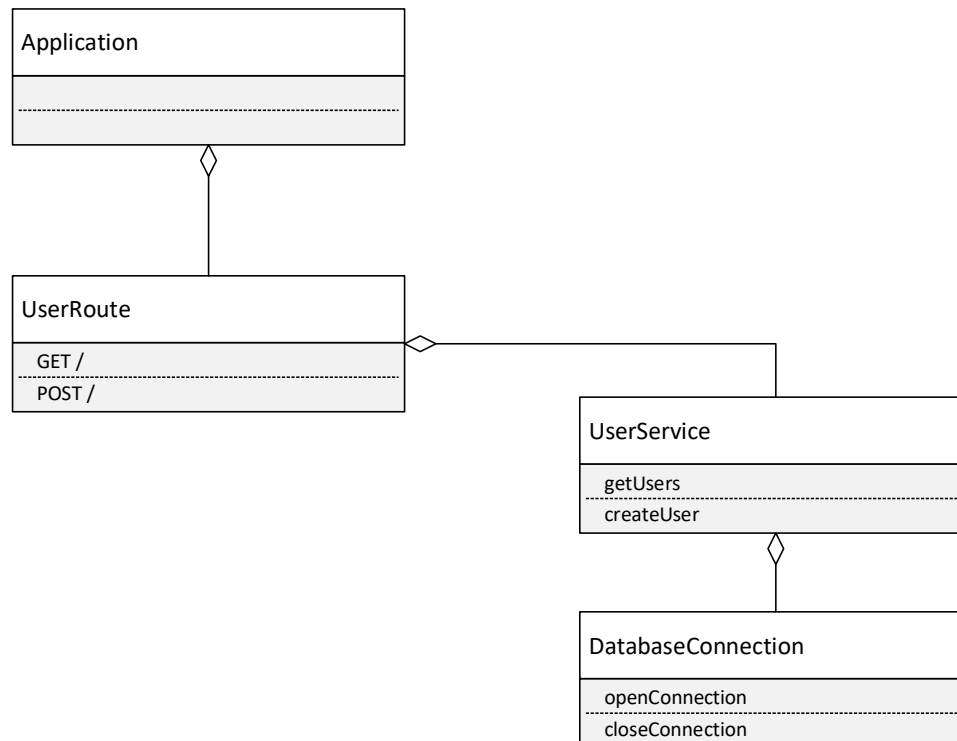 Application
UserRoute
GET /
POST /
UserService
getUsers
createUser
DatabaseConnection
openConnection
closeConnection